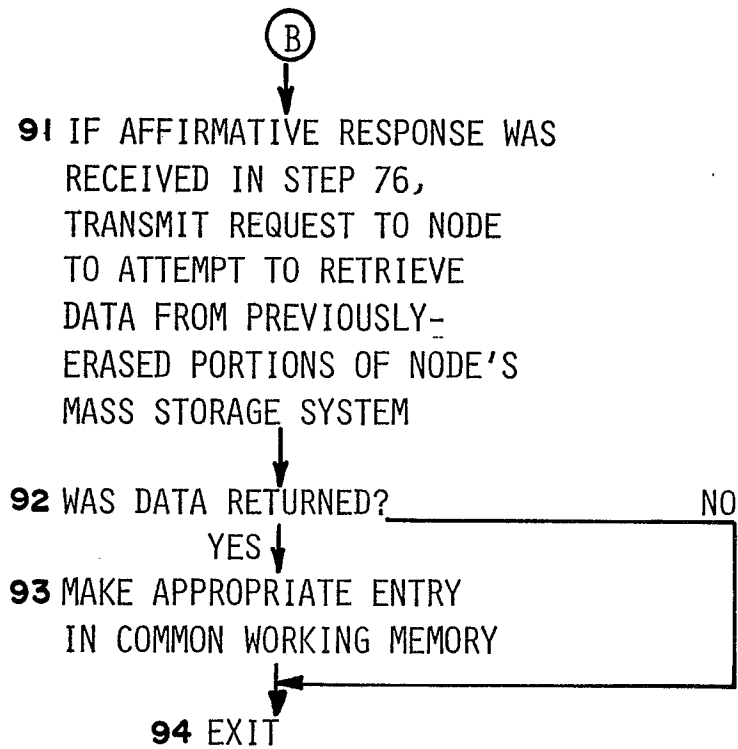 B
91 IF AFFIRMATIVE RESPONSE WAS
RECEIVED IN STEP 76,
TRANSMIT REQUEST TO NODE
TO ATTEMPT TO RETRIEVE
DATA FROM PREVIOUSLY-
ERASED PORTIONS OF NODE'S
MASS STORAGE SYSTEM
92 WAS DATA RETURNED? NO
YES
93 MAKE APPROPRIATE ENTRY
IN COMMON WORKING MEMORY
94 EXIT